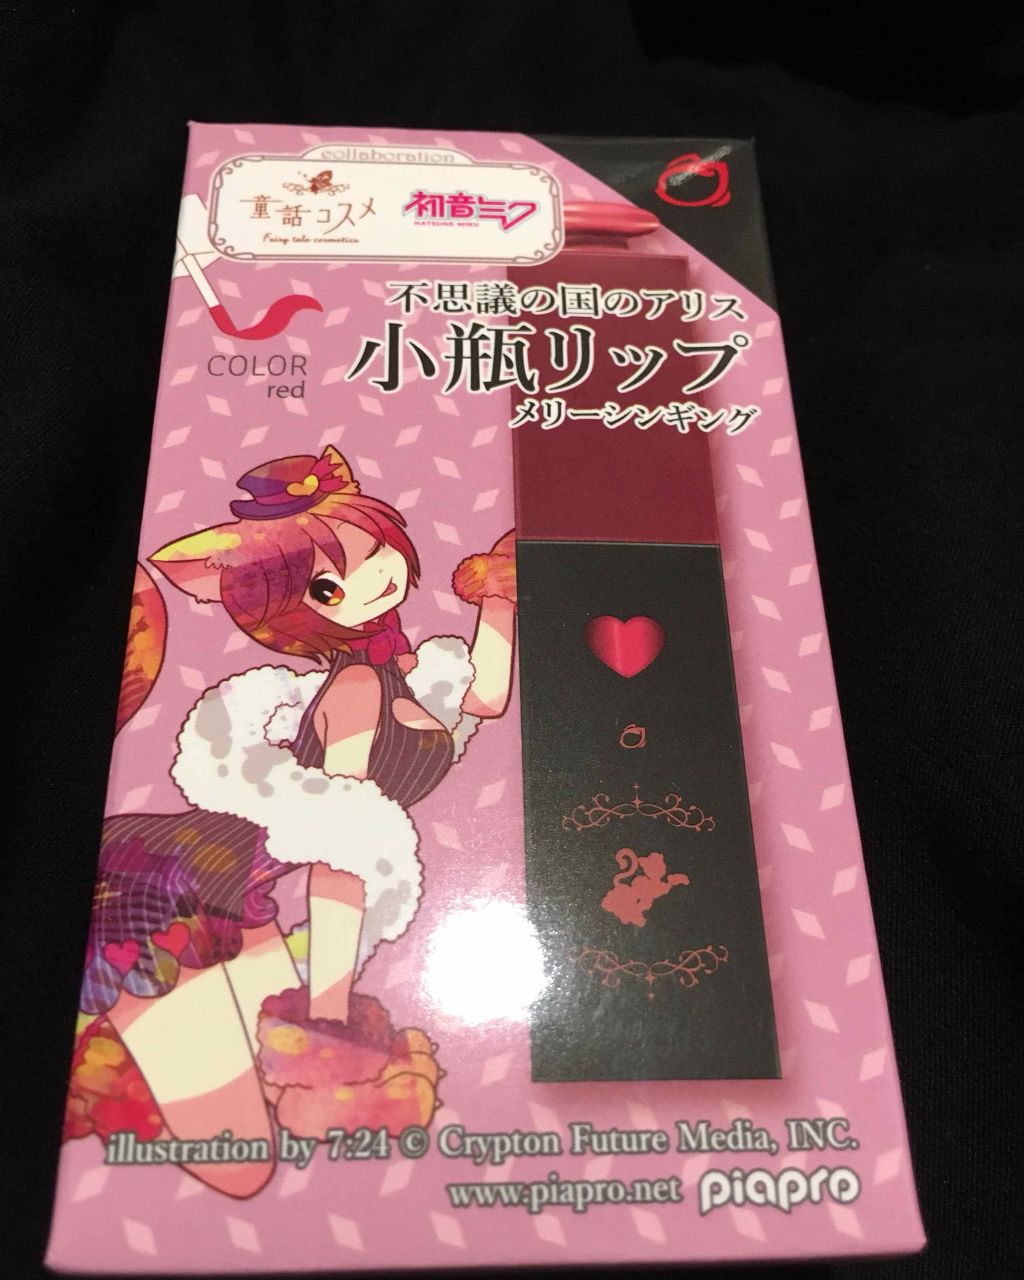 collaboration
童話コスメ
Fairy tale cosmetics
初音ミク
HATSUNE MIKU
不思議の国のアリス
小瓶リップ
メリーシンギング
COLOR
red
illustration by 7:24 © Crypton Future Media, INC.
www.piapro.net piapro